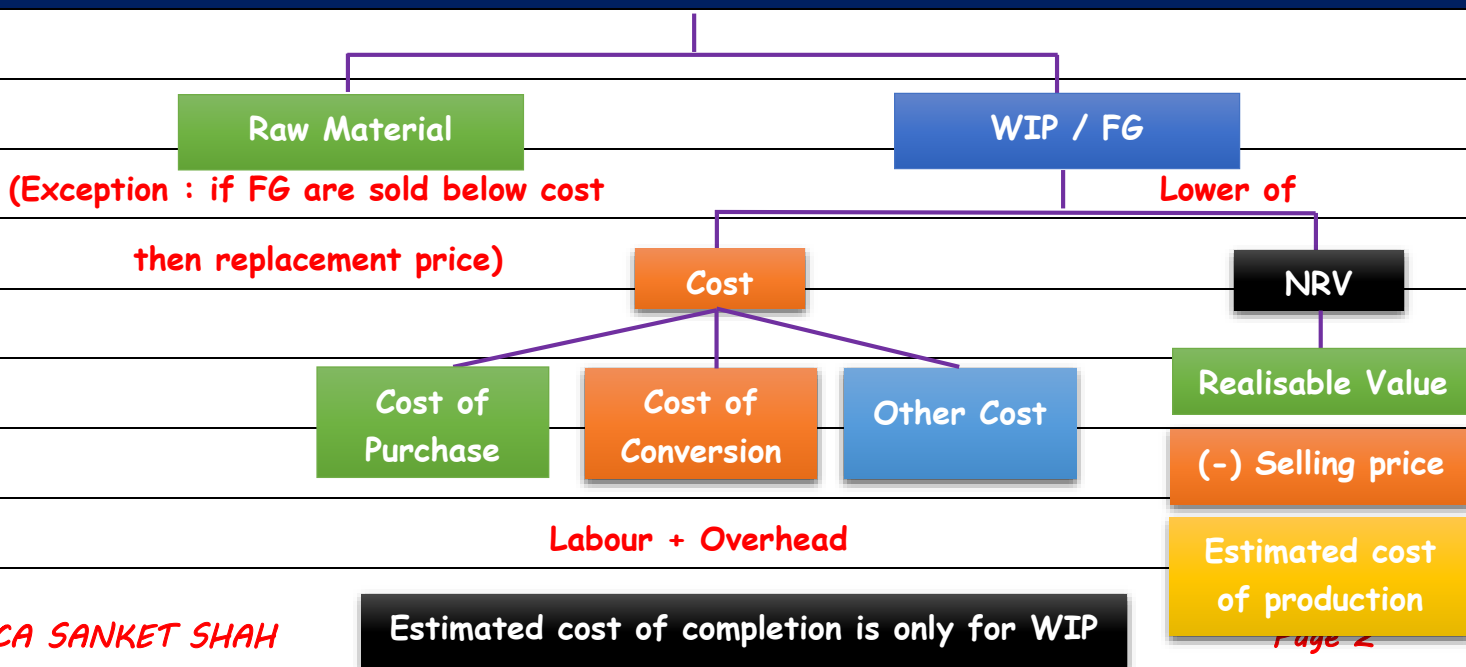 Raw Material
WIP / FG
(Exception : if FG are sold below cost
Lower of
then replacement price)
Cost
NRV
Cost of
Purchase
Cost of
Conversion
Other Cost
Realisable Value
(-) Selling price
Labour + Overhead
Estimated cost
of production
Estimated cost of completion is only for WIP
CA SANKET SHAH
Page 2